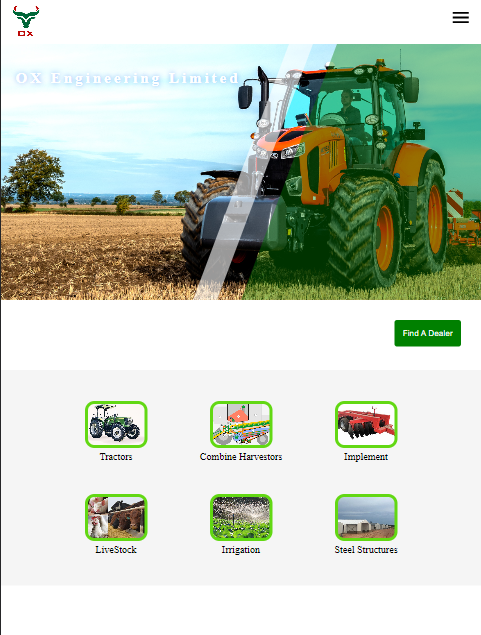 OX
OX Engineering Limited
Find A Dealer
Tractors
Combine Harvestors
Implement
LiveStock
Irrigation
Steel Structures